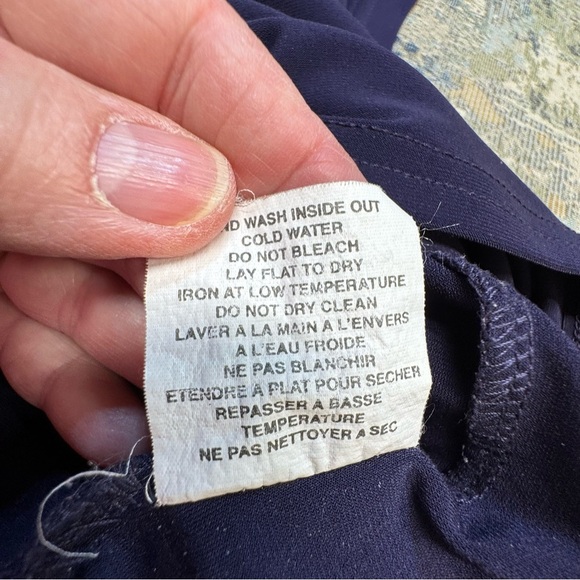 WASH INSIDE OUT
COLD WATER
DO NOT BLEACH
LAY FLAT TO DRY
IRON AT LOW TEMPERATURE
DO NOT DRY CLEAN
LAVER A LA MAIN A L'ENVERS
A L'EAU FROIDE
NE PAS BLANCHIR
ETENDRE A PLAT POUR SECHER
REPASSER A BASSE
TEMPERATURE
NE PAS NETTOYER A SEC